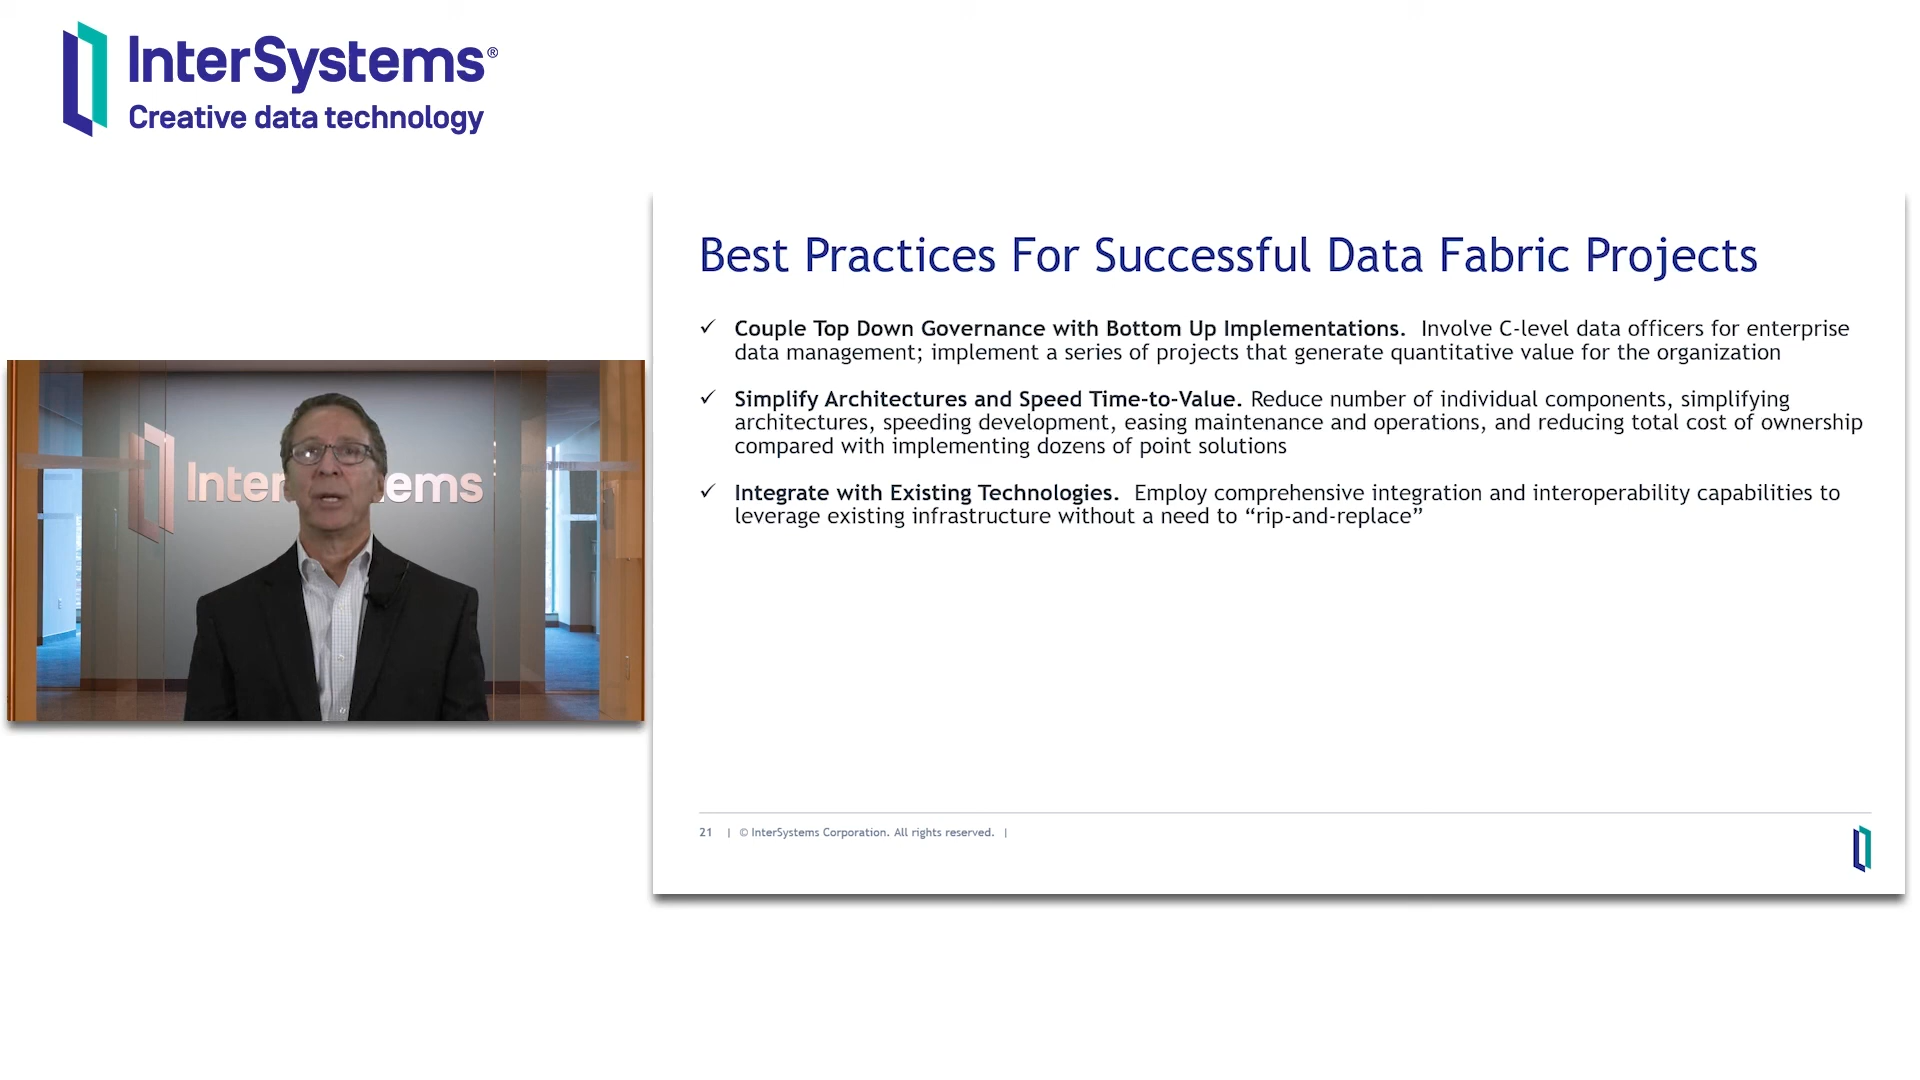 InterSystems®
Creative data technology
Best Practices For Successful Data Fabric Projects
✓ Couple Top Down Governance with Bottom Up Implementations. Involve C-level data officers for enterprise
data management; implement a series of projects that generate quantitative value for the organization
✓ Simplify Architectures and Speed Time-to-Value. Reduce number of individual components, simplifying
architectures, speeding development, easing maintenance and operations, and reducing total cost of ownership
compared with implementing dozens of point solutions
✓ Integrate with Existing Technologies. Employ comprehensive integration and interoperability capabilities to
leverage existing infrastructure without a need to “rip-and-replace”
Inter ems
21 | © InterSystems Corporation. All rights reserved. |